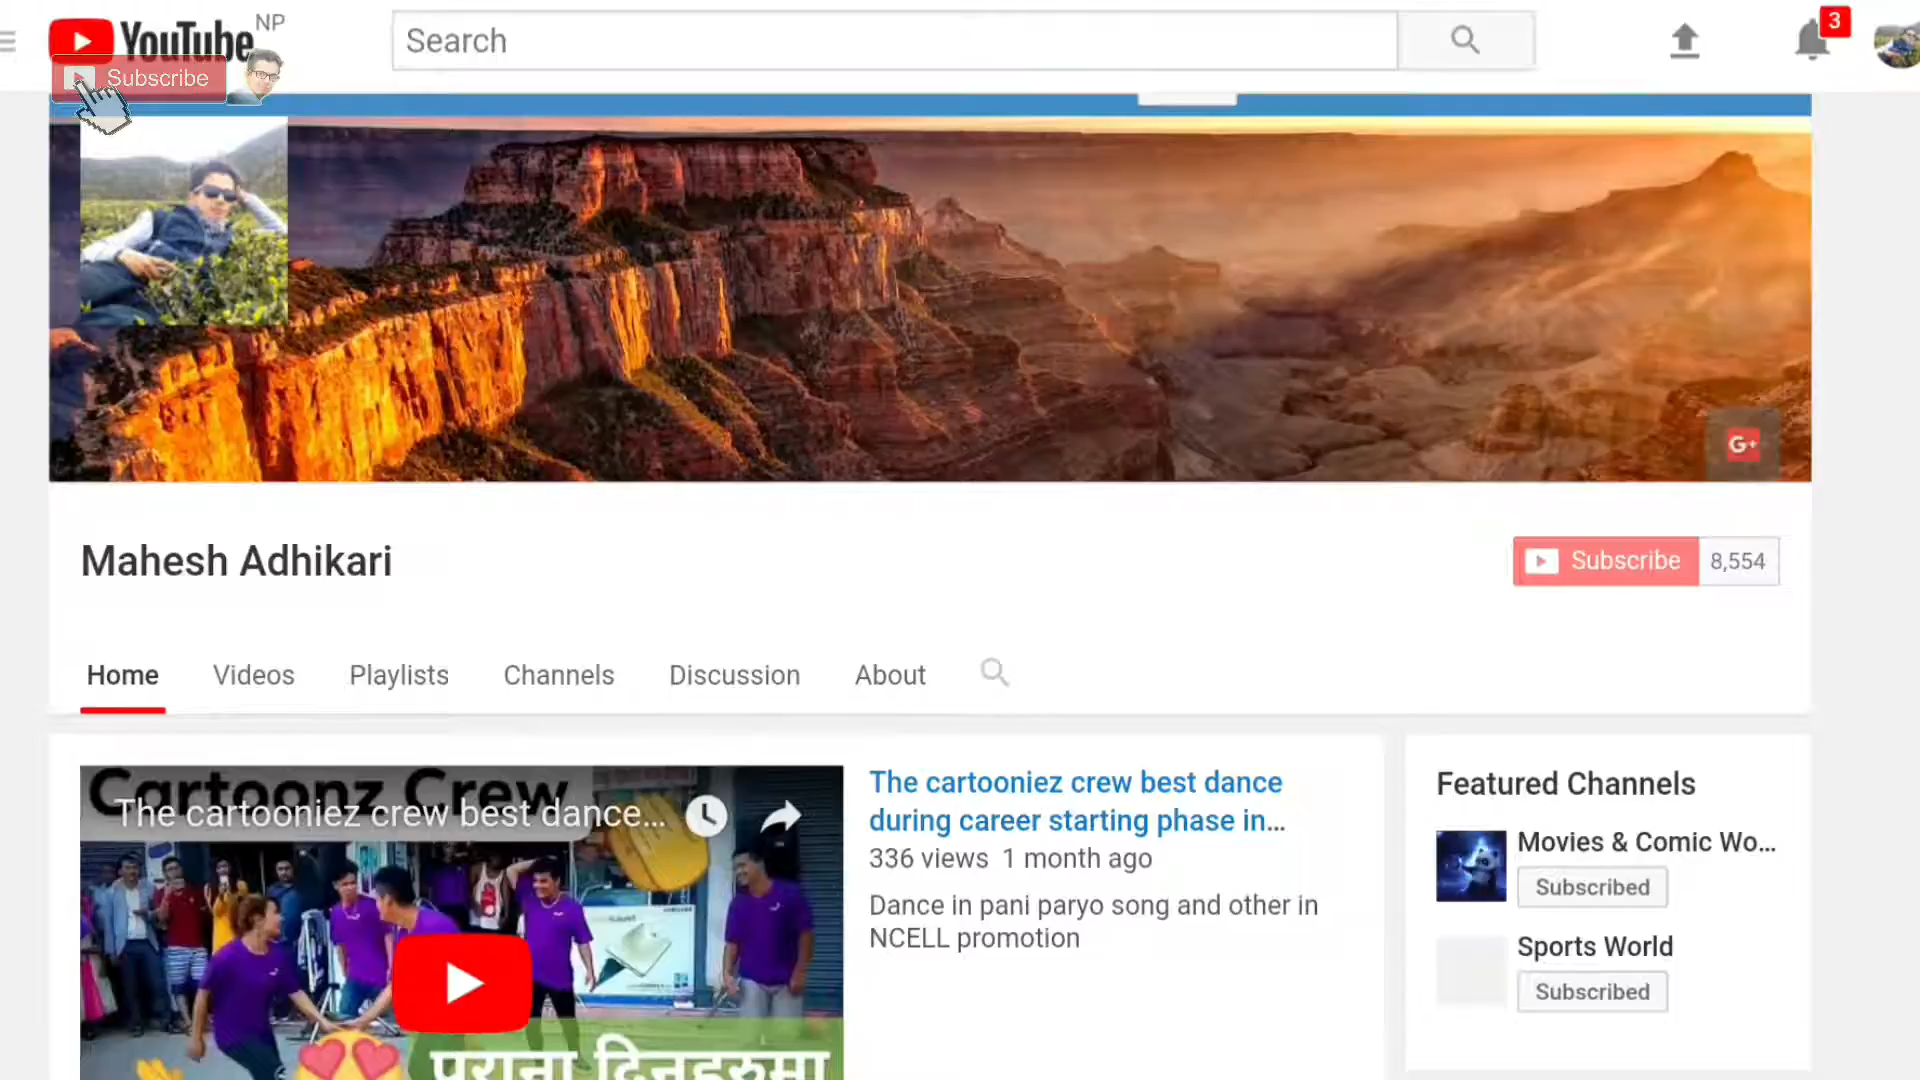 YouTube NP
Search
3
Subscribe
G+
Mahesh Adhikari
Subscribe 8,554
Home Videos Playlists Channels Discussion About
Cartoonz Crew
The cartooniez crew best dance...
पुराना दिनहरुमा
The cartooniez crew best dance
during career starting phase in...
336 views 1 month ago
Dance in pani paryo song and other in
NCELL promotion
Featured Channels
Movies & Comic Wo...
Subscribed
Sports World
Subscribed